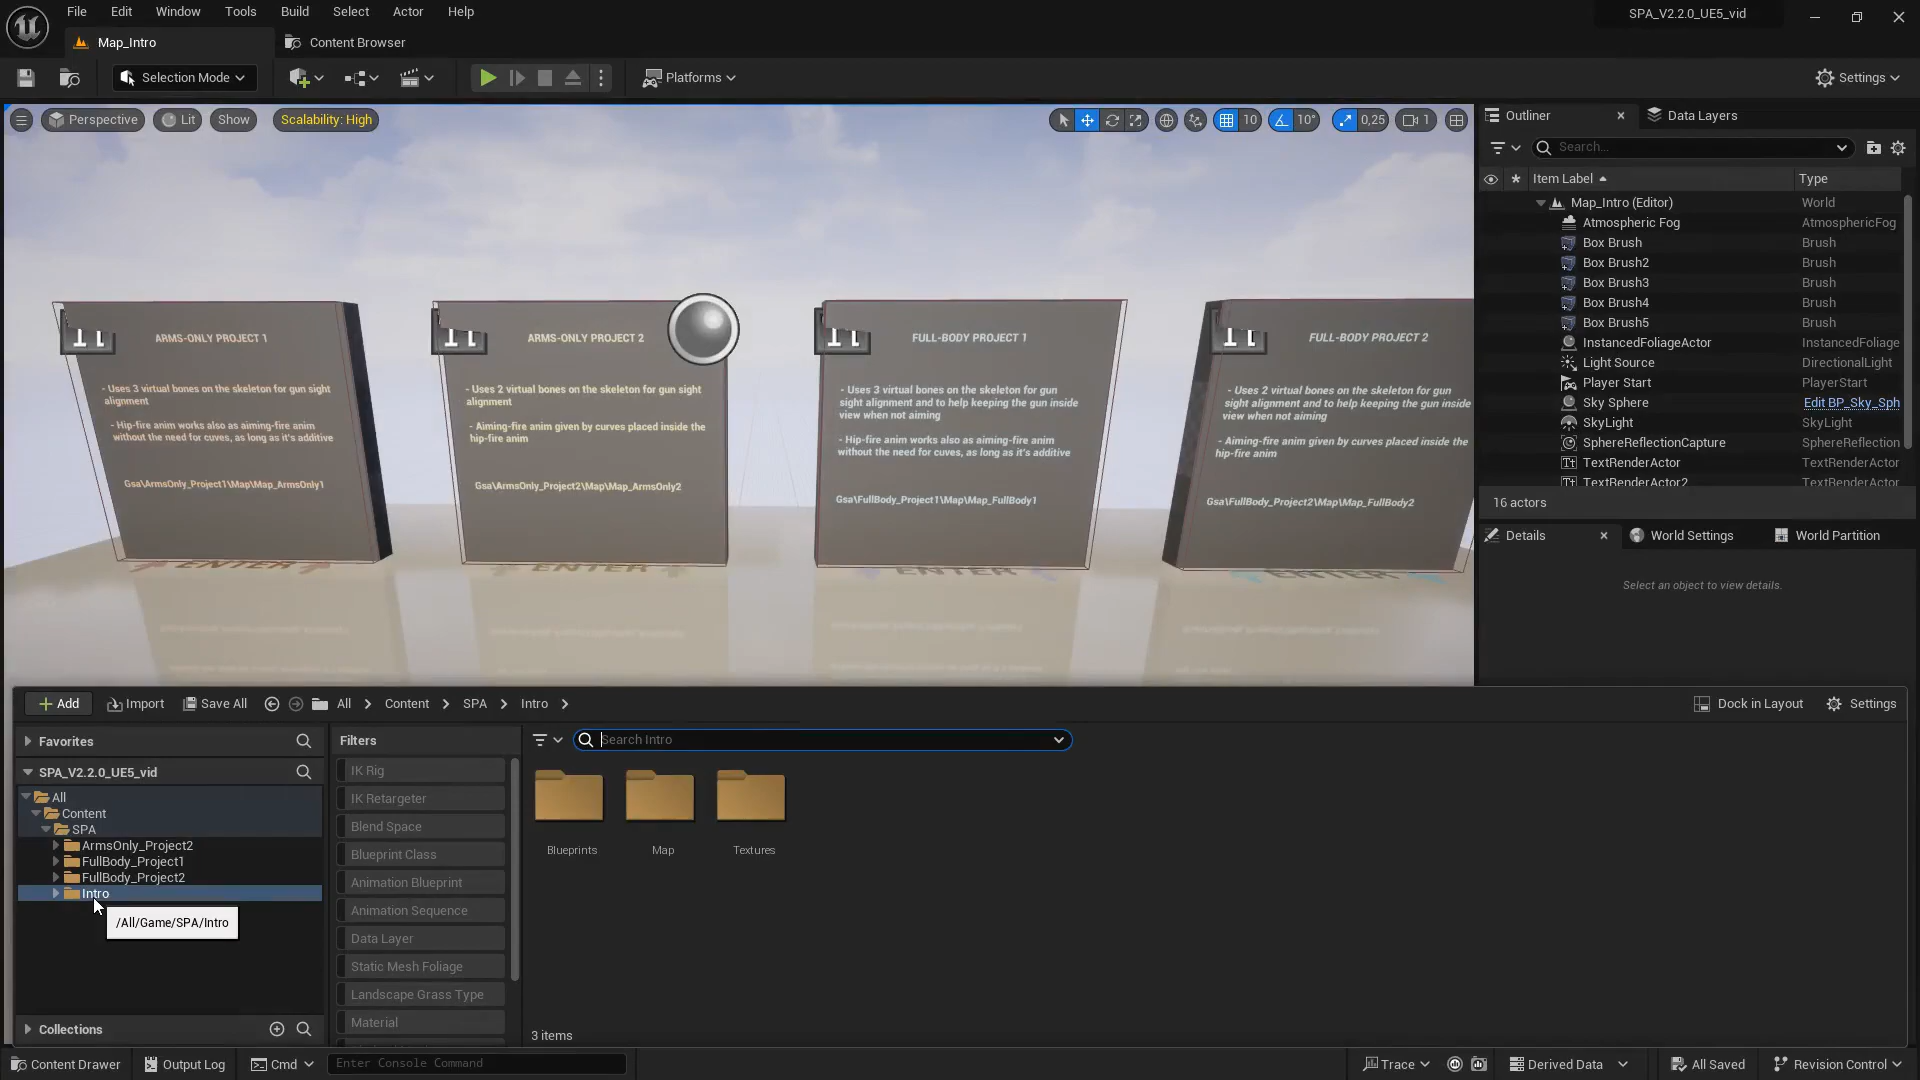 File Edit Window Tools Build Select Actor Help
SPA_V2.2.0_UE5_vid
Map_Intro
Content Browser
Selection Mode
Platforms
Settings
Perspective
Lit
Show
Scalability: High
10
10°
0,25
1
ARMS-ONLY PROJECT 1
- Uses 3 virtual bones on the skeleton for gun sight
alignment
- Hip-fire anim works also as aiming-fire anim
without the need for cuves, as long as it's additive
Gsa\ArmsOnly_Project1\Map\Map_ArmsOnly1
ENTER
ARMS-ONLY PROJECT 2
- Uses 2 virtual bones on the skeleton for gun sight
alignment
- Aiming-fire anim given by curves placed inside the
hip-fire anim
Gsa\ArmsOnly_Project2\Map\Map_ArmsOnly2
ENTER
FULL-BODY PROJECT 1
- Uses 3 virtual bones on the skeleton for gun
sight alignment and to help keeping the gun inside
view when not aiming
- Hip-fire anim works also as aiming-fire anim
without the need for cuves, as long as it's additive
Gsa\FullBody_Project1\Map\Map_FullBody1
ENTER
FULL-BODY PROJECT 2
- Uses 2 virtual bones on the skeleton for gun
sight alignment and to help keeping the gun inside
view when not aiming
- Aiming-fire anim given by curves placed inside the
hip-fire anim
Gsa\FullBody_Project2\Map\Map_FullBody2
ENTER
Outliner
Data Layers
Search...
Item Label Type
Map_Intro (Editor) World
Atmospheric Fog AtmosphericFog
Box Brush Brush
Box Brush2 Brush
Box Brush3 Brush
Box Brush4 Brush
Box Brush5 Brush
InstancedFoliageActor InstancedFoliage
Light Source DirectionalLight
Player Start PlayerStart
Sky Sphere Edit BP_Sky_Sph
SkyLight SkyLight
SphereReflectionCapture SphereReflection
TextRenderActor TextRenderActor
TextRenderActor2 TextRenderActor
16 actors
Details
World Settings
World Partition
Select an object to view details.
Add
Import
Save All
All
Content
SPA
Intro
Dock in Layout
Settings
Favorites
SPA_V2.2.0_UE5_vid
All
Content
SPA
ArmsOnly_Project2
FullBody_Project1
FullBody_Project2
Intro
/All/Game/SPA/Intro
Collections
Filters
IK Rig
IK Retargeter
Blend Space
Blueprint Class
Animation Blueprint
Animation Sequence
Data Layer
Static Mesh Foliage
Landscape Grass Type
Material
Search Intro
Blueprints
Map
Textures
3 items
Content Drawer
Output Log
Cmd
Enter Console Command
Trace
Derived Data
All Saved
Revision Control